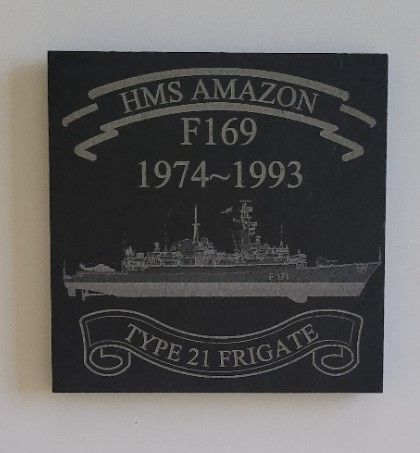 HMS AMAZON
F169
1974~1993
TYPE 21 FRIGATE